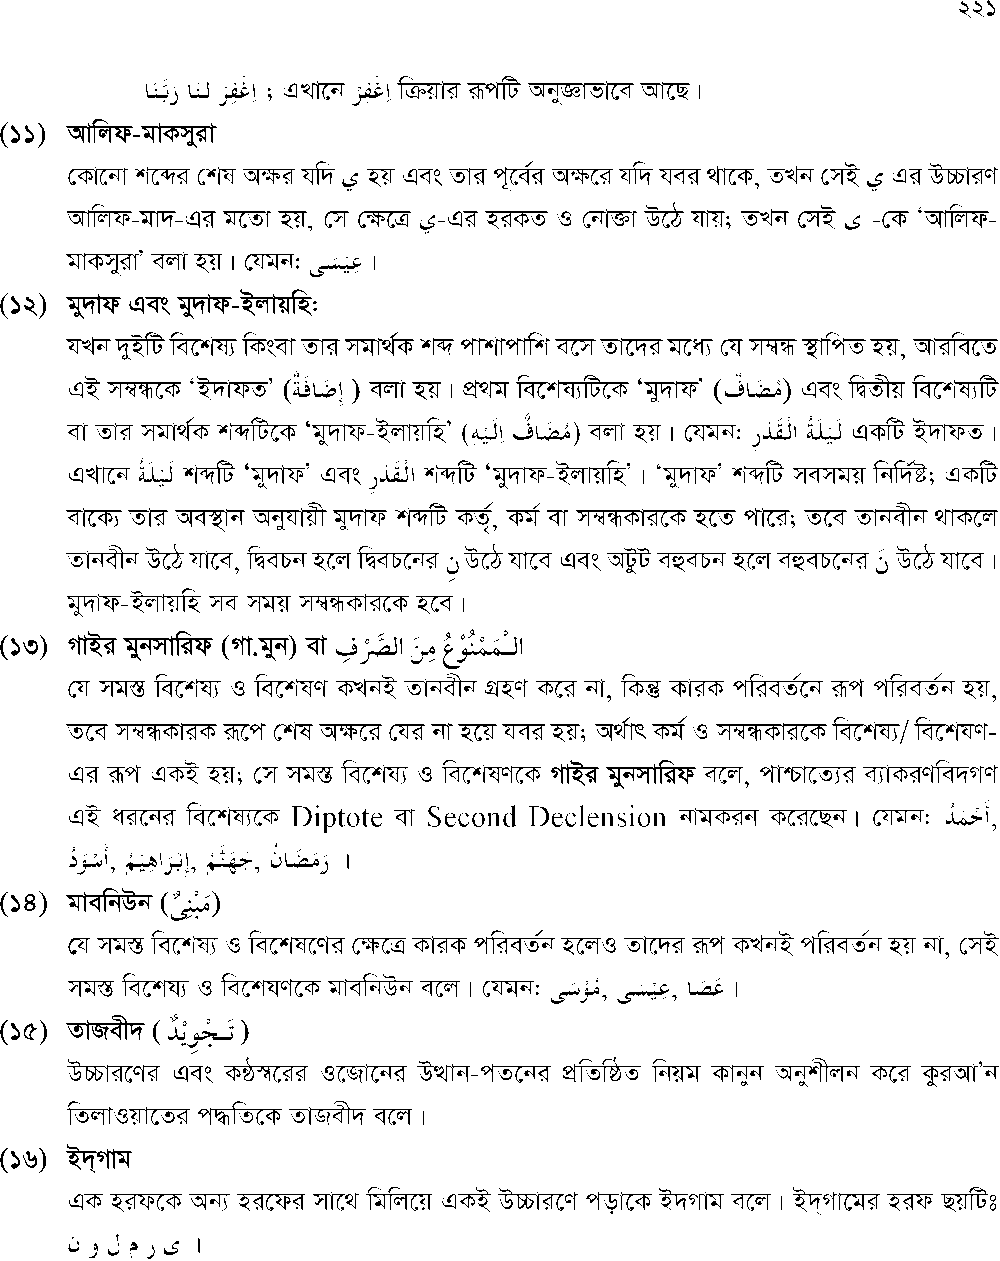 ২২১
اِغْفِرْ لَنَا رَبَّنَا ; এখানে اِغْفِرْ ক্রিয়ার রূপটি অনুজ্ঞাভাবে আছে।
(১১) আলিফ-মাকসুরা
কোনো শব্দের শেষ অক্ষর যদি ي হয় এবং তার পূর্বের অক্ষরে যদি যবর থাকে, তখন সেই ي এর উচ্চারণ
আলিফ-মাদ-এর মতো হয়, সে ক্ষেত্রে ي-এর হরকত ও নোক্তা উঠে যায়; তখন সেই ى -কে ‘আলিফ-
মাকসুরা’ বলা হয়। যেমন: عِيْسَى ।
(১২) মুদাফ এবং মুদাফ-ইলায়হি:
যখন দুইটি বিশেষ্য কিংবা তার সমার্থক শব্দ পাশাপাশি বসে তাদের মধ্যে যে সম্বন্ধ স্থাপিত হয়, আরবিতে
এই সম্বন্ধকে ‘ইদাফত’ (إِضَافَةٌ ) বলা হয়। প্রথম বিশেষ্যটিকে ‘মুদাফ’ (مُضَافٌ) এবং দ্বিতীয় বিশেষ্যটি
বা তার সমার্থক শব্দটিকে ‘মুদাফ-ইলায়হি’ (مُضَافٌ اِلَيْهِ) বলা হয়। যেমন: لَيْلَةُ الْقَدْرِ একটি ইদাফত।
এখানে لَيْلَةُ শব্দটি ‘মুদাফ’ এবং الْقَدْرِ শব্দটি ‘মুদাফ-ইলায়হি’। ‘মুদাফ’ শব্দটি সবসময় নির্দিষ্ট; একটি
বাক্যে তার অবস্থান অনুযায়ী মুদাফ শব্দটি কর্তৃ, কর্ম বা সম্বন্ধকারকে হতে পারে; তবে তানবীন থাকলে
তানবীন উঠে যাবে, দ্বিবচন হলে দ্বিবচনের نِ উঠে যাবে এবং অটুট বহুবচন হলে বহুবচনের نَ উঠে যাবে।
মুদাফ-ইলায়হি সব সময় সম্বন্ধকারকে হবে।
(১৩) গাইর মুনসারিফ (গা.মুন) বা الْمَمْنُوْعُ مِنَ الصَّرْفِ
যে সমস্ত বিশেষ্য ও বিশেষণ কখনই তানবীন গ্রহণ করে না, কিন্তু কারক পরিবর্তনে রূপ পরিবর্তন হয়,
তবে সম্বন্ধকারক রূপে শেষ অক্ষরে যের না হয়ে যবর হয়; অর্থাৎ কর্ম ও সম্বন্ধকারকে বিশেষ্য/ বিশেষণ-
এর রূপ একই হয়; সে সমস্ত বিশেষ্য ও বিশেষণকে গাইর মুনসারিফ বলে, পাশ্চাত্যের ব্যাকরণবিদগণ
এই ধরনের বিশেষ্যকে Diptote বা Second Declension নামকরন করেছেন। যেমন: أَحْمَدُ,
أَسْوَدُ, إِبْرَاهِيْمُ, جَهَنَّمُ, رَمَضَانُ ।
(১৪) মাবনিউন (مَبْنِىٌّ)
যে সমস্ত বিশেষ্য ও বিশেষণের ক্ষেত্রে কারক পরিবর্তন হলেও তাদের রূপ কখনই পরিবর্তন হয় না, সেই
সমস্ত বিশেষ্য ও বিশেষণকে মাবনিউন বলে। যেমন: مُوْسَى, عِيْسَى, عَصَا ।
(১৫) তাজবীদ ( تَجْوِيْدٌ )
উচ্চারণের এবং কণ্ঠস্বরের ওজোনের উত্থান-পতনের প্রতিষ্ঠিত নিয়ম কানুন অনুশীলন করে কুরআ’ন
তিলাওয়াতের পদ্ধতিকে তাজবীদ বলে।
(১৬) ইদ্‌গাম
এক হরফকে অন্য হরফের সাথে মিলিয়ে একই উচ্চারণে পড়াকে ইদগাম বলে। ইদ্‌গামের হরফ ছয়টিঃ
ن و ل م ر ى ।